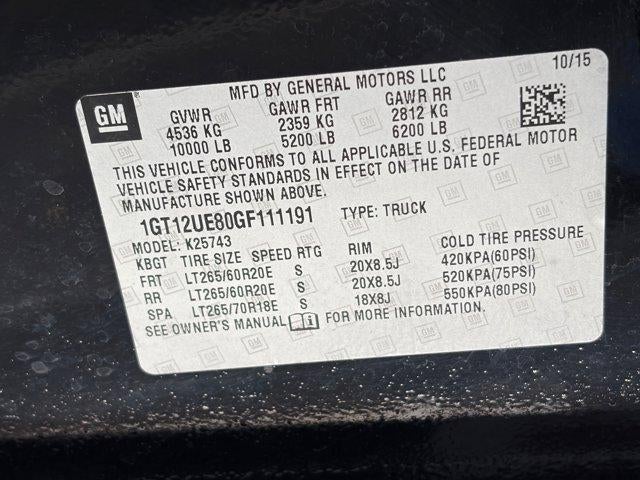 MFD BY GENERAL MOTORS LLC 10/15
GM
GVWR GAWR FRT GAWR RR
4536 KG 2359 KG 2812 KG
10000 LB 5200 LB 6200 LB
THIS VEHICLE CONFORMS TO ALL APPLICABLE U.S. FEDERAL MOTOR
VEHICLE SAFETY STANDARDS IN EFFECT ON THE DATE OF
MANUFACTURE SHOWN ABOVE.
1GT12UE80GF111191 TYPE: TRUCK
MODEL: K25743
KBGT TIRE SIZE SPEED RTG RIM COLD TIRE PRESSURE
FRT LT265/60R20E S 20X8.5J 420KPA(60PSI)
RR LT265/60R20E S 20X8.5J 520KPA(75PSI)
SPA LT265/70R18E S 18X8J 550KPA(80PSI)
SEE OWNER'S MANUAL FOR MORE INFORMATION.